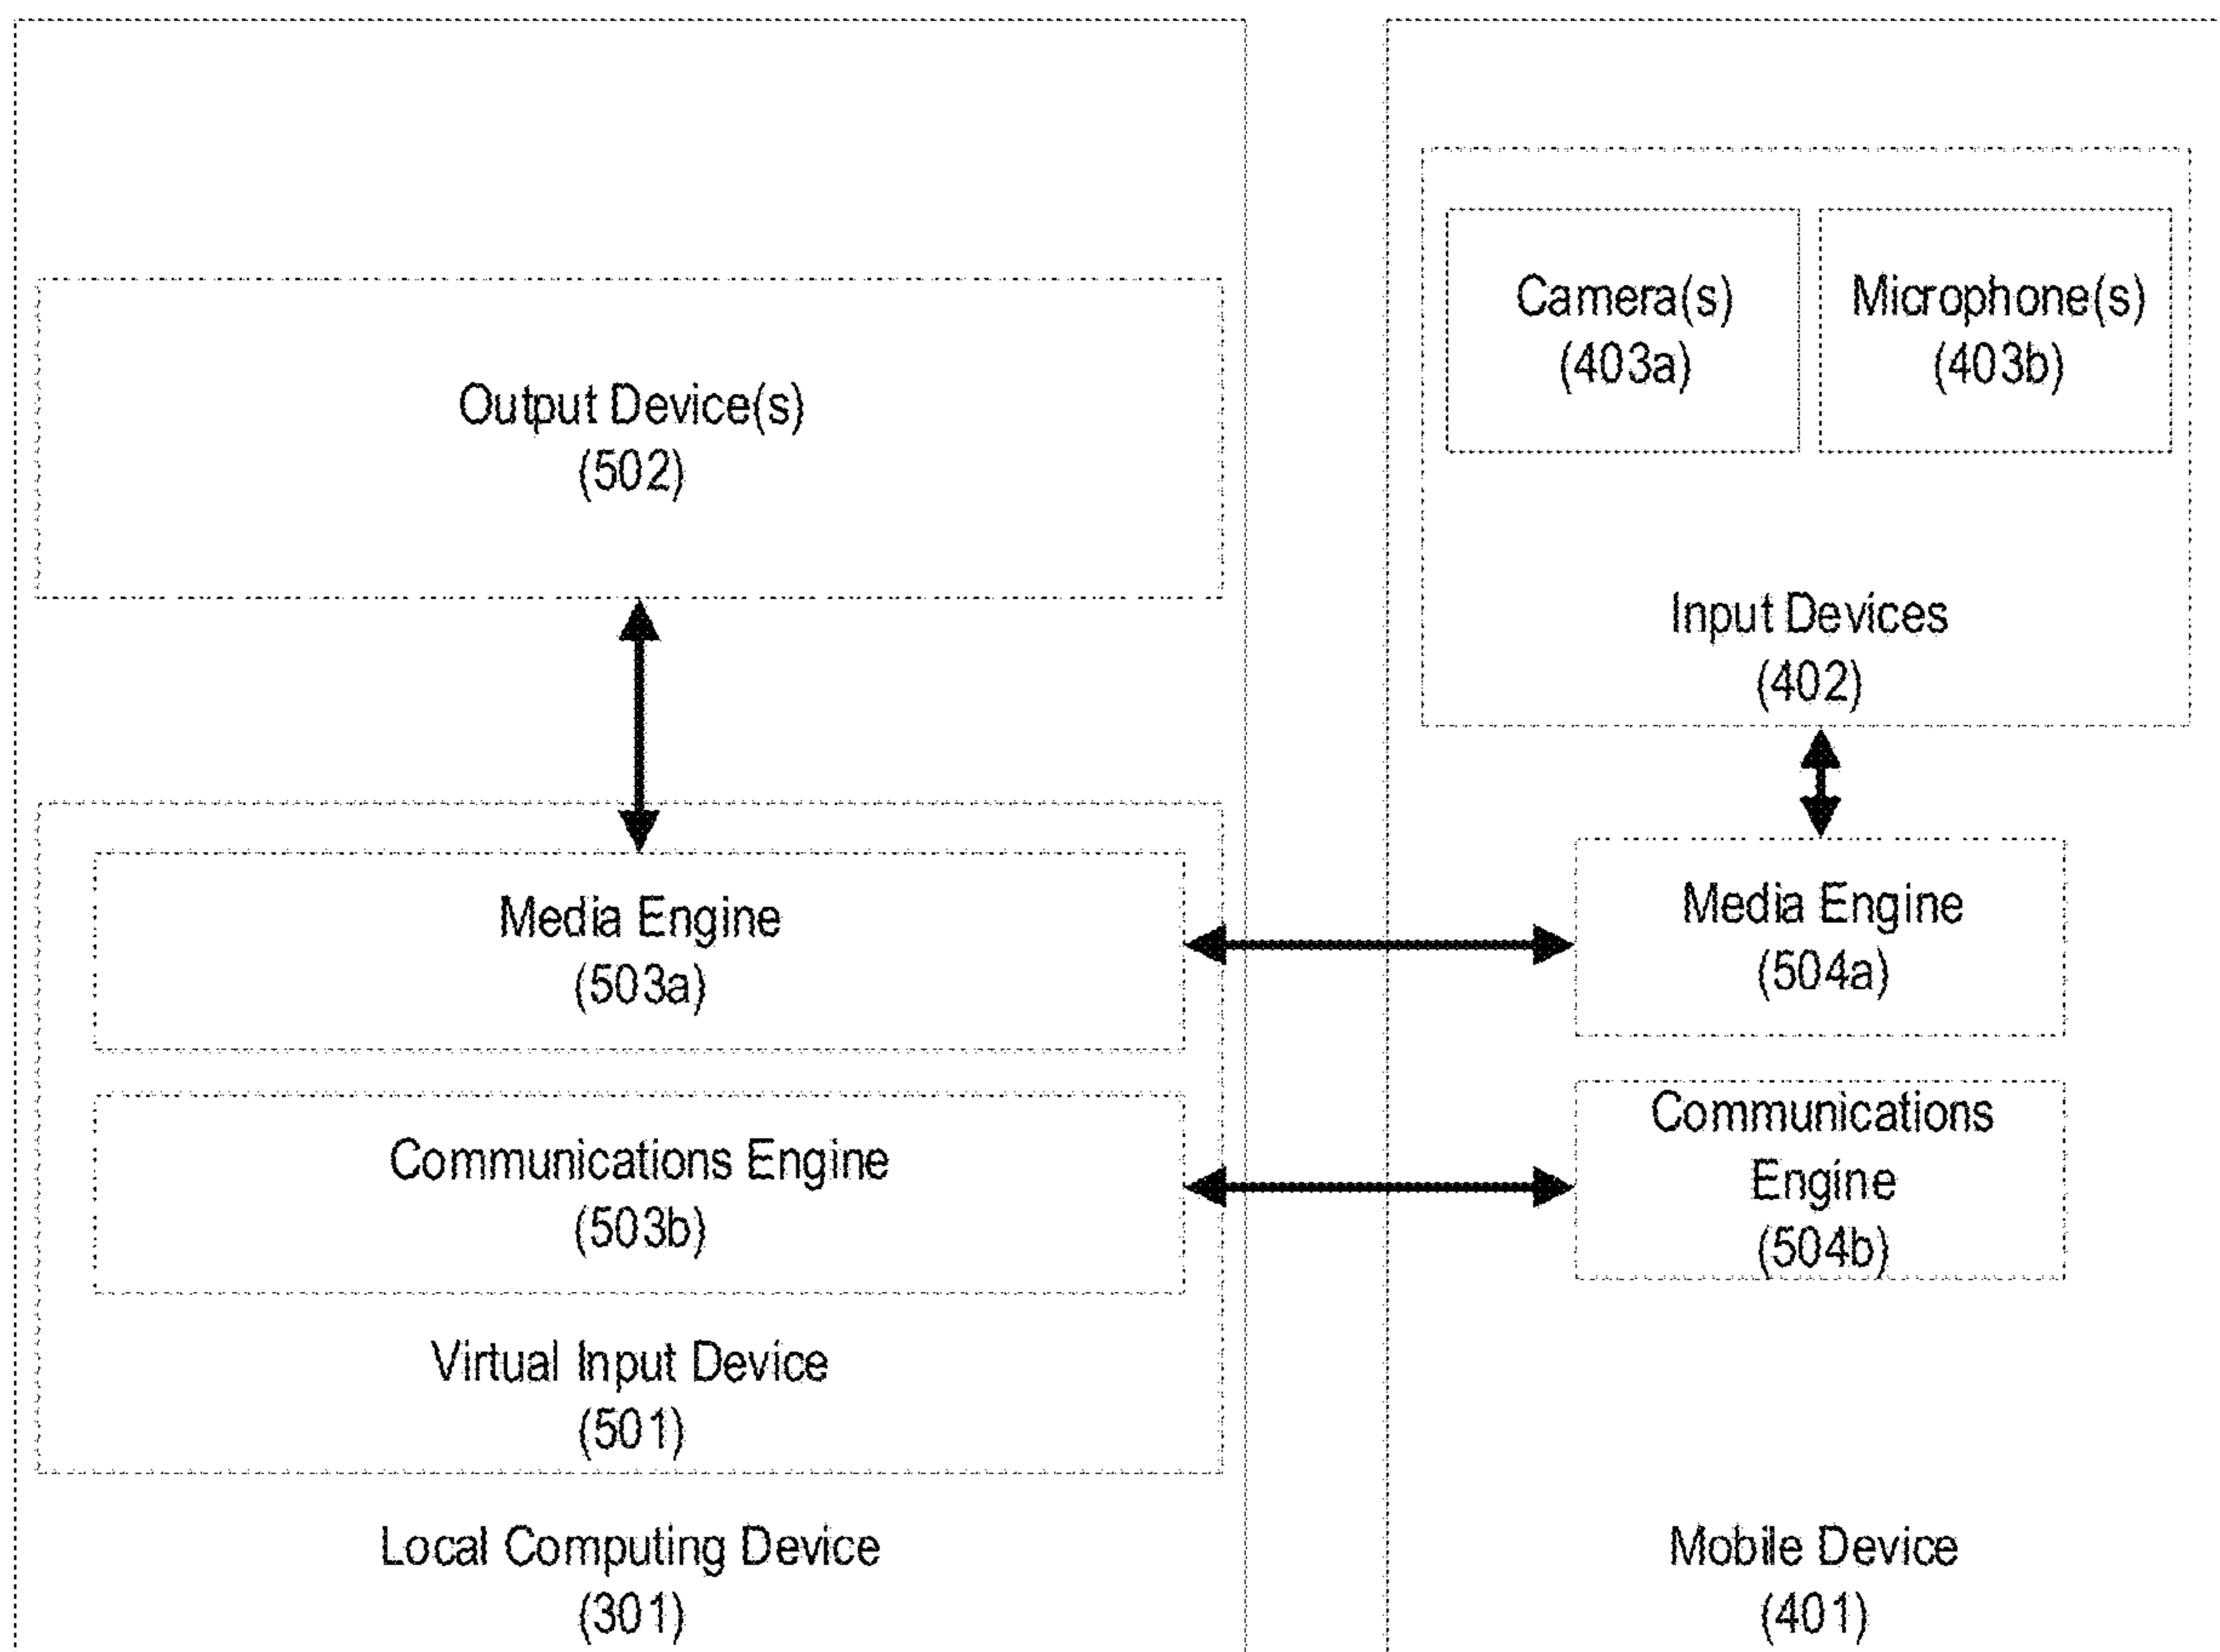 Output Device(s)
(502)
Media Engine
(503a)
Communications Engine
(503b)
Virtual Input Device
(501)
Local Computing Device
(301)
Camera(s)
(403a)
Microphone(s)
(403b)
Input Devices
(402)
Media Engine
(504a)
Communications
Engine
(504b)
Mobile Device
(401)